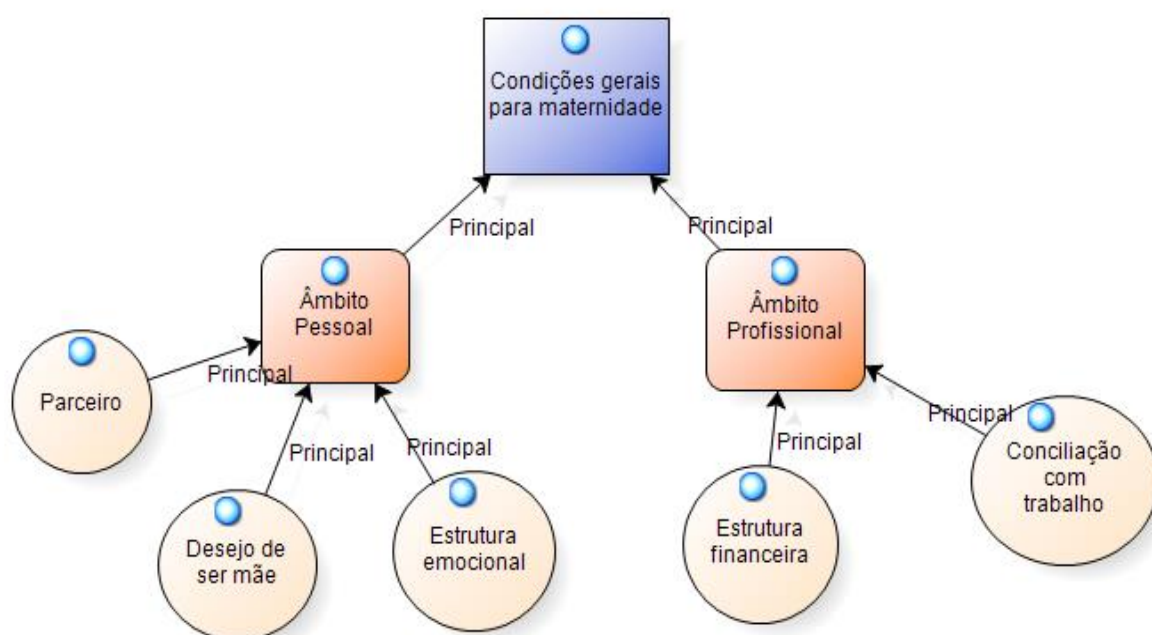 Condições gerais
para maternidade
Principal
Principal
Âmbito
Pessoal
Âmbito
Profissional
Parceiro
Principal
Principal
Principal
Principal
Principal
Desejo de
ser mãe
Estrutura
emocional
Estrutura
financeira
Conciliação
com
trabalho